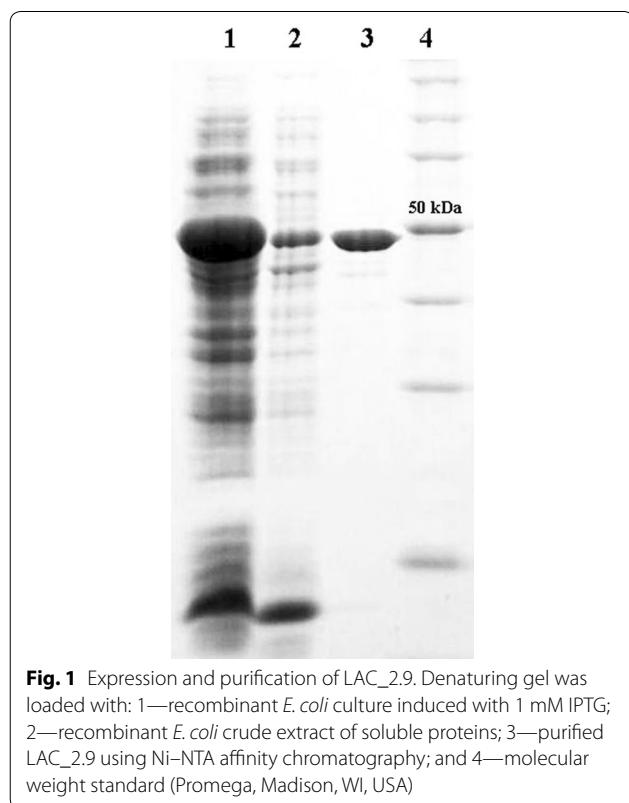 1 2 3 4
50 kDa
Fig. 1 Expression and purification of LAC_2.9. Denaturing gel was
loaded with: 1—recombinant E. coli culture induced with 1 mM IPTG;
2—recombinant E. coli crude extract of soluble proteins; 3—purified
LAC_2.9 using Ni–NTA affinity chromatography; and 4—molecular
weight standard (Promega, Madison, WI, USA)